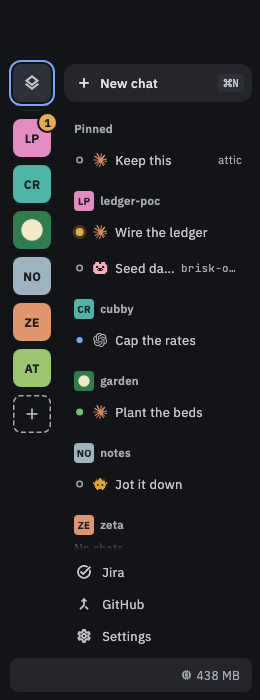 New chat ⌘N
1
LP
CR
NO
ZE
AT
+
Pinned
Keep this attic
LP ledger-poc
Wire the ledger
Seed da... brisk-o...
CR cubby
Cap the rates
garden
Plant the beds
NO notes
Jot it down
ZE zeta
No chats
Jira
GitHub
Settings
438 MB